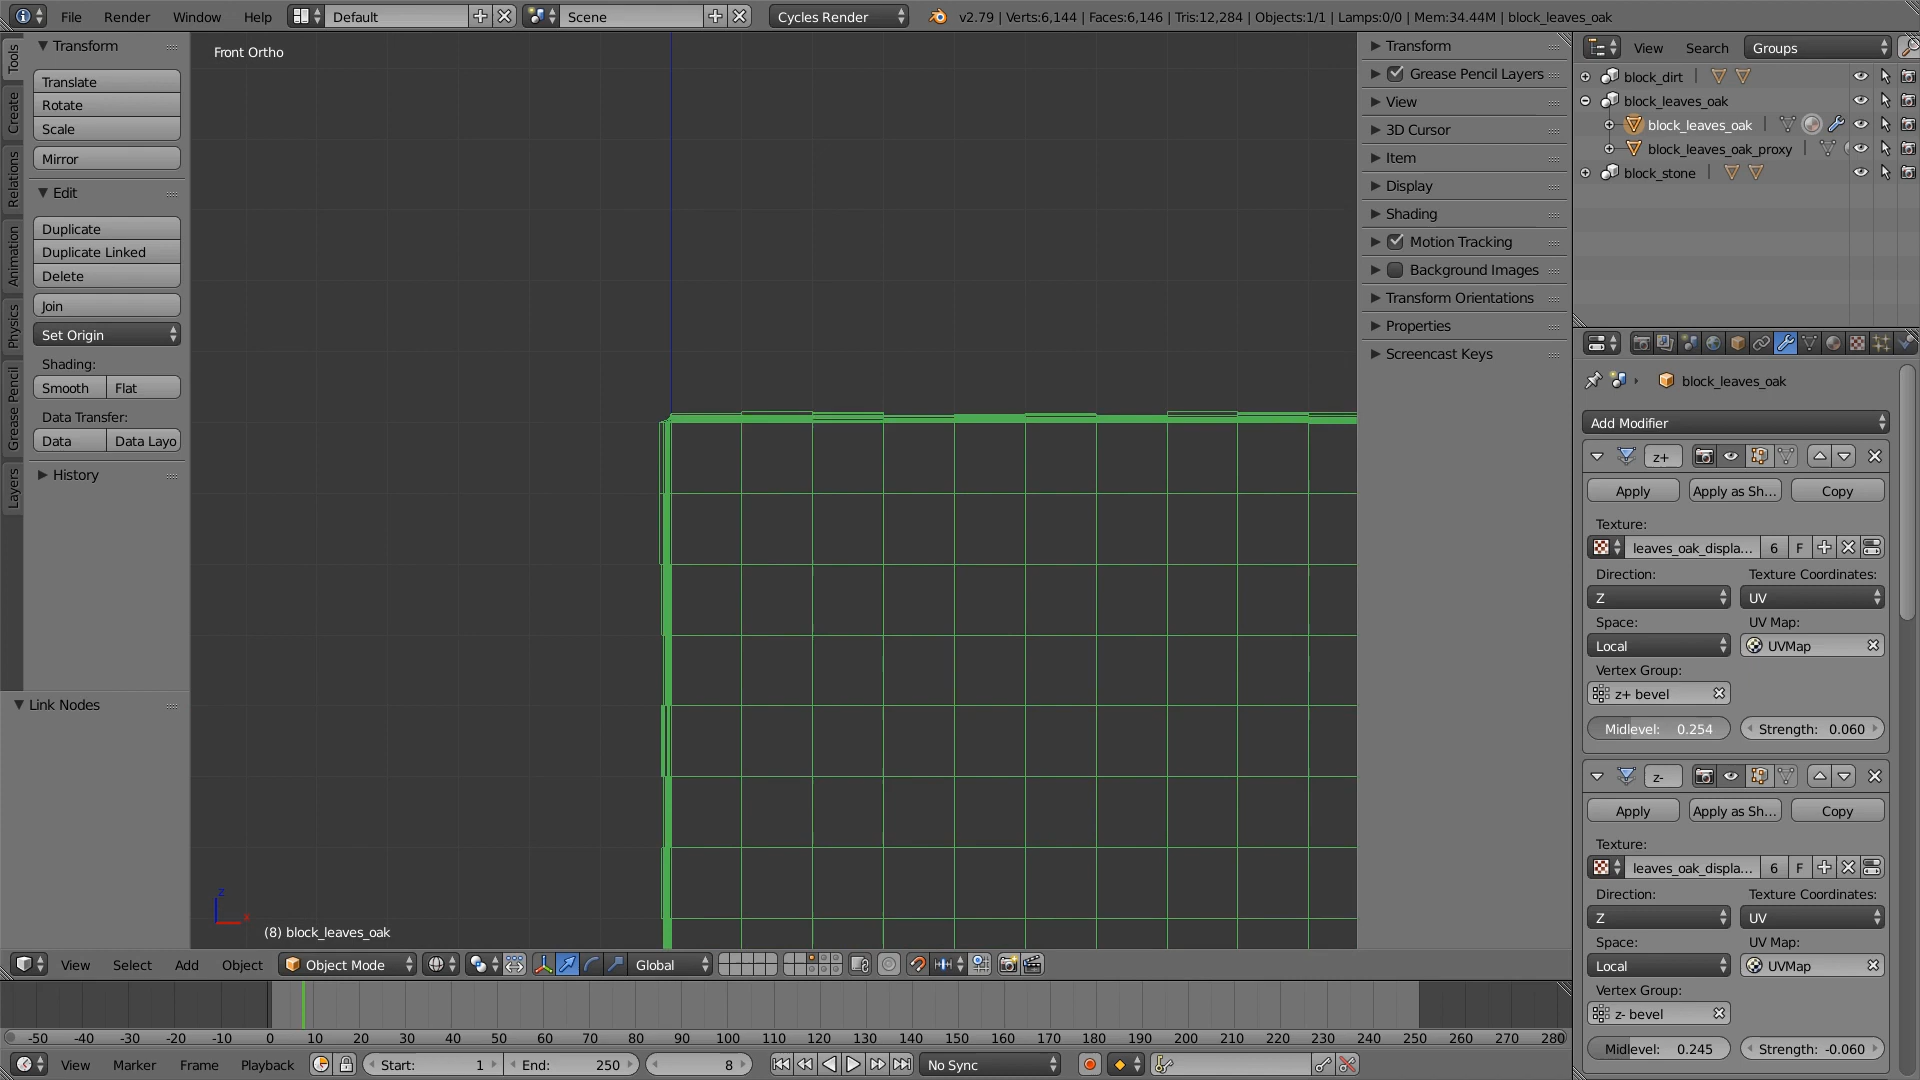 File Render Window Help Default Scene Cycles Render v2.79 | Verts:6,144 | Faces:6,146 | Tris:12,284 | Objects:1/1 | Lamps:0/0 | Mem:34.44M | block_leaves_oak
Tools
Create
Relations
Animation
Physics
Grease Pencil
Layers
Transform
Translate
Rotate
Scale
Mirror
Edit
Duplicate
Duplicate Linked
Delete
Join
Set Origin
Shading:
Smooth Flat
Data Transfer:
Data Data Layo
History
Link Nodes
Front Ortho
z
x
(8) block_leaves_oak
Transform
Grease Pencil Layers
View
3D Cursor
Item
Display
Shading
Motion Tracking
Background Images
Transform Orientations
Properties
Screencast Keys
View Search Groups
block_dirt
block_leaves_oak
block_leaves_oak
block_leaves_oak_proxy
block_stone
block_leaves_oak
Add Modifier
z+
Apply Apply as Sh... Copy
Texture:
leaves_oak_displa... 6 F
Direction: Texture Coordinates:
Z UV
Space: UV Map:
Local UVMap
Vertex Group:
z+ bevel
Midlevel: 0.254 Strength: 0.060
z-
Apply Apply as Sh... Copy
Texture:
leaves_oak_displa... 6 F
Direction: Texture Coordinates:
Z UV
Space: UV Map:
Local UVMap
Vertex Group:
z- bevel
Midlevel: 0.245 Strength: -0.060
View Select Add Object Object Mode Global
-50 -40 -30 -20 -10 0 10 20 30 40 50 60 70 80 90 100 110 120 130 140 150 160 170 180 190 200 210 220 230 240 250 260 270 280
View Marker Frame Playback Start: 1 End: 250 8 No Sync